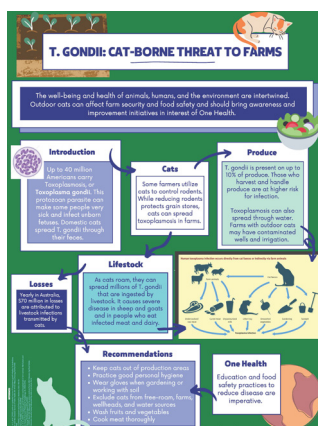 T. GONDII: CAT-BORNE THREAT TO FARMS
The well-being and health of animals, humans, and the environment are intertwined.
Outdoor cats can affect farm security and food safety and should bring awareness and
improvement initiatives in interest of One Health.
Introduction
Up to 40 million
Americans carry
Toxoplasmosis, or
Toxoplasma gondii. This
protozoan parasite can
make some people very
sick and infect unborn
fetuses. Domestic cats
spread T. gondii through
their feces.
Cats
Some farmers utilize
cats to control rodents.
While reducing rodents
protects grain stores,
cats can spread
toxoplasmosis in farms.
Produce
T. gondii is present on up to
10% of produce. Those
who harvest and handle
produce are at higher risk
for infection.
Toxoplasmosis can also
spread through water.
Farms with outdoor cats
may have contaminated
wells and irrigation.
Lifestock
As cats roam, they can
spread millions of T. gondii
that are ingested by
livestock. It causes severe
disease in sheep and goats
and in people who eat
infected meat and dairy.
Losses
Yearly in Australia,
$70 million in losses
are attributed to
livestock infections
transmitted by
cats.
Recommendations
• Keep cats out of production areas
• Practice good personal hygiene
• Wear gloves when gardening or
working with soil
• Exclude cats from free-roam, farms,
wellheads, and water sources
• Wash fruits and vegetables
• Cook meat thoroughly
One Health
Education and food
safety practices to
reduce disease are
imperative.